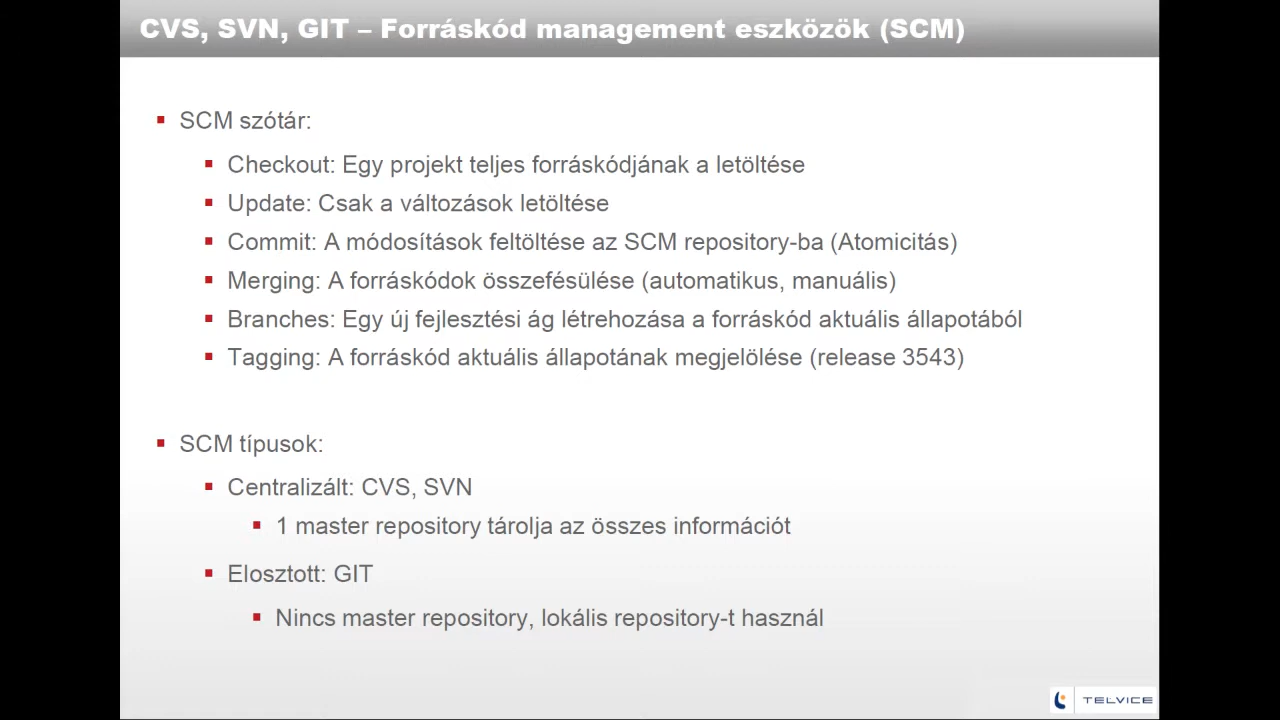 CVS, SVN, GIT – Forráskód management eszközök (SCM)
SCM szótár:
Checkout: Egy projekt teljes forráskódjának a letöltése
Update: Csak a változások letöltése
Commit: A módosítások feltöltése az SCM repository-ba (Atomicitás)
Merging: A forráskódok összefésülése (automatikus, manuális)
Branches: Egy új fejlesztési ág létrehozása a forráskód aktuális állapotából
Tagging: A forráskód aktuális állapotának megjelölése (release 3543)
SCM típusok:
Centralizált: CVS, SVN
1 master repository tárolja az összes információt
Elosztott: GIT
Nincs master repository, lokális repository-t használ
TELVICE